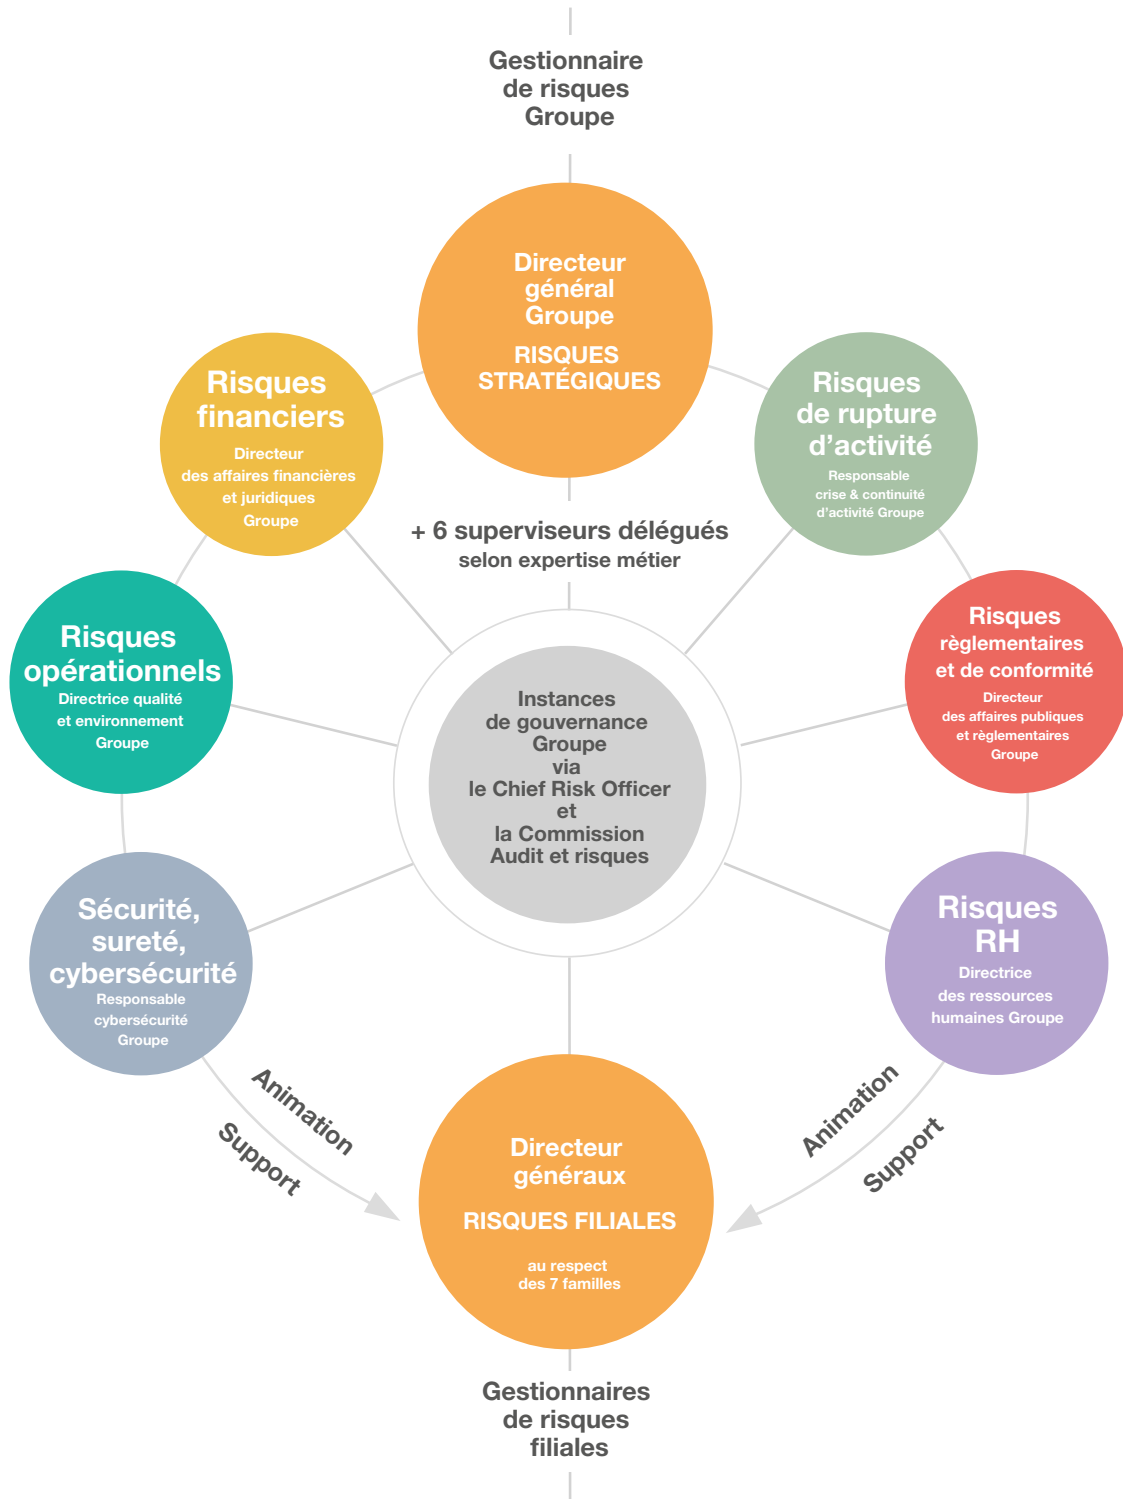 Gestionnaire
de risques
Groupe
Directeur
général
Groupe
RISQUES
STRATÉGIQUES
Risques
financiers
Directeur
des affaires financières
et juridiques
Groupe
Risques
de rupture
d’activité
Responsable
crise & continuité
d’activité Groupe
+ 6 superviseurs délégués
selon expertise métier
Risques
opérationnels
Directrice qualité
et environnement
Groupe
Risques
règlementaires
et de conformité
Directeur
des affaires publiques
et règlementaires
Groupe
Instances
de gouvernance
Groupe
via
le Chief Risk Officer
et
la Commission
Audit et risques
Sécurité,
sureté,
cybersécurité
Responsable
cybersécurité
Groupe
Risques
RH
Directrice
des ressources
humaines Groupe
Animation
Support
Animation
Support
Directeur
généraux
RISQUES FILIALES
au respect
des 7 familles
Gestionnaires
de risques
filiales